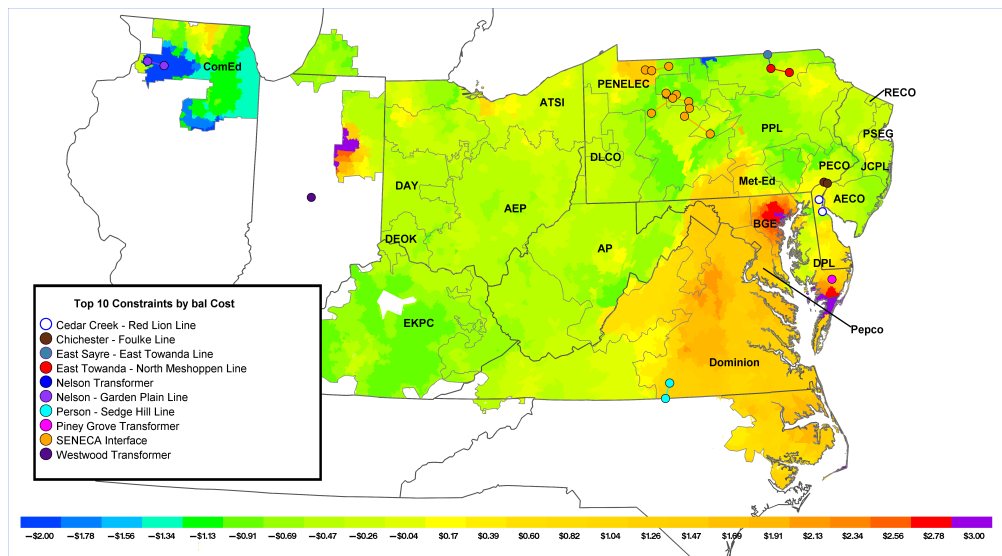 ComEd
PENELEC
RECO
ATSI
PPL
PSEG
DLCO
PECO
JCPL
DAY
Met-Ed
AECO
AEP
BGE
DEOK
AP
DPL
Top 10 Constraints by bal Cost
Cedar Creek - Red Lion Line
Chichester - Foulke Line
East Sayre - East Towanda Line
East Towanda - North Meshoppen Line
Nelson Transformer
Nelson - Garden Plain Line
Person - Sedge Hill Line
Piney Grove Transformer
SENECA Interface
Westwood Transformer
EKPC
Pepco
Dominion
−$2.00 −$1.78 −$1.56 −$1.34 −$1.13 −$0.91 −$0.69 −$0.47 −$0.26 −$0.04 $0.17 $0.39 $0.60 $0.82 $1.04 $1.26 $1.47 $1.69 $1.91 $2.13 $2.34 $2.56 $2.78 $3.00